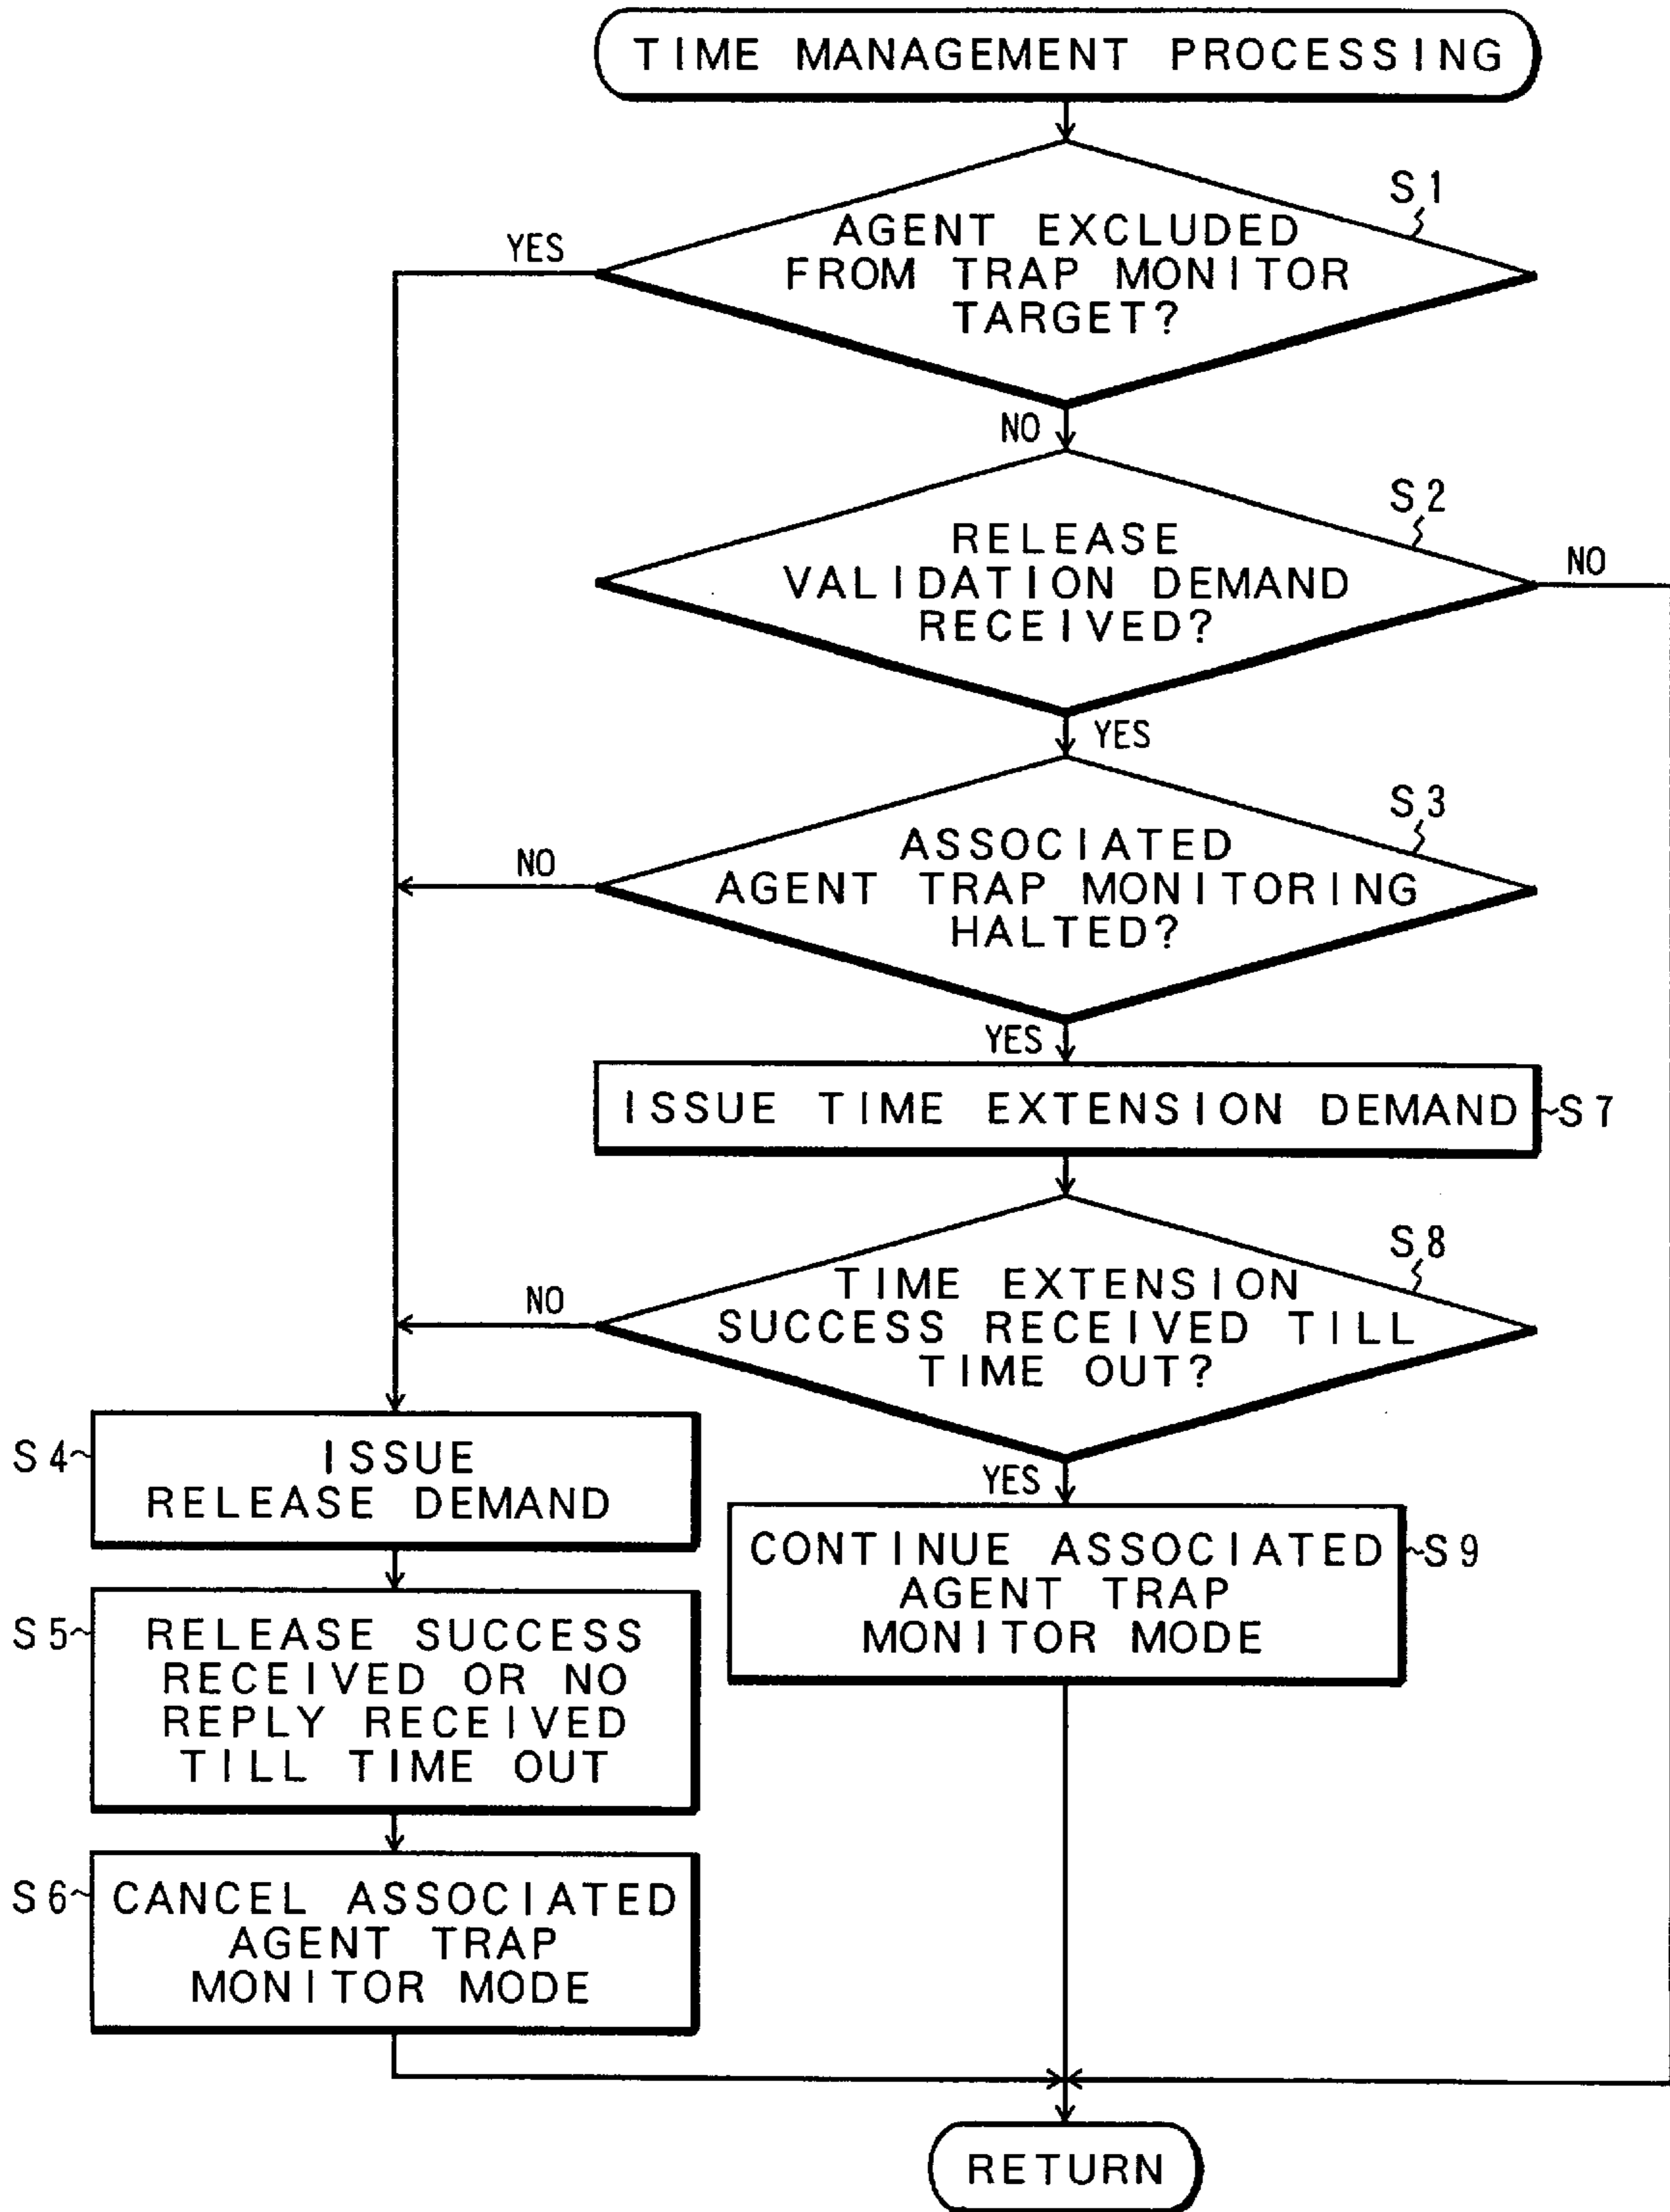 TIME MANAGEMENT PROCESSING
S1
AGENT EXCLUDED
FROM TRAP MONITOR
TARGET?
YES
NO
S2
RELEASE
VALIDATION DEMAND
RECEIVED?
NO
YES
S3
ASSOCIATED
AGENT TRAP MONITORING
HALTED?
NO
YES
ISSUE TIME EXTENSION DEMAND
S7
S8
TIME EXTENSION
SUCCESS RECEIVED TILL
TIME OUT?
NO
YES
S4
ISSUE
RELEASE DEMAND
CONTINUE ASSOCIATED
AGENT TRAP
MONITOR MODE
S9
S5
RELEASE SUCCESS
RECEIVED OR NO
REPLY RECEIVED
TILL TIME OUT
S6
CANCEL ASSOCIATED
AGENT TRAP
MONITOR MODE
RETURN